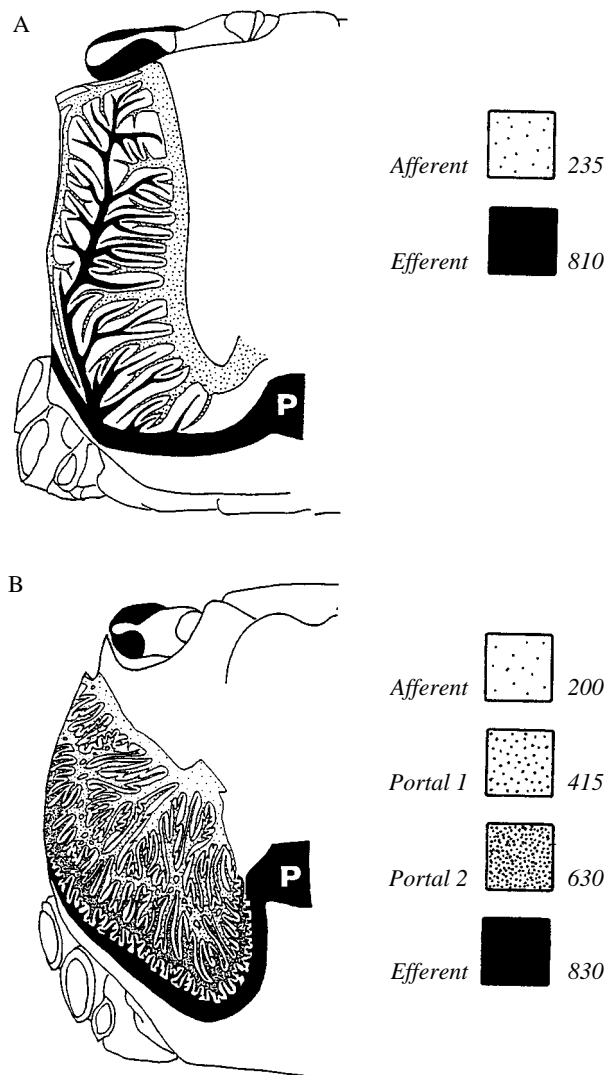 A
Afferent 235
Efferent 810
P
B
Afferent 200
Portal 1 415
Portal 2 630
P
Efferent 830